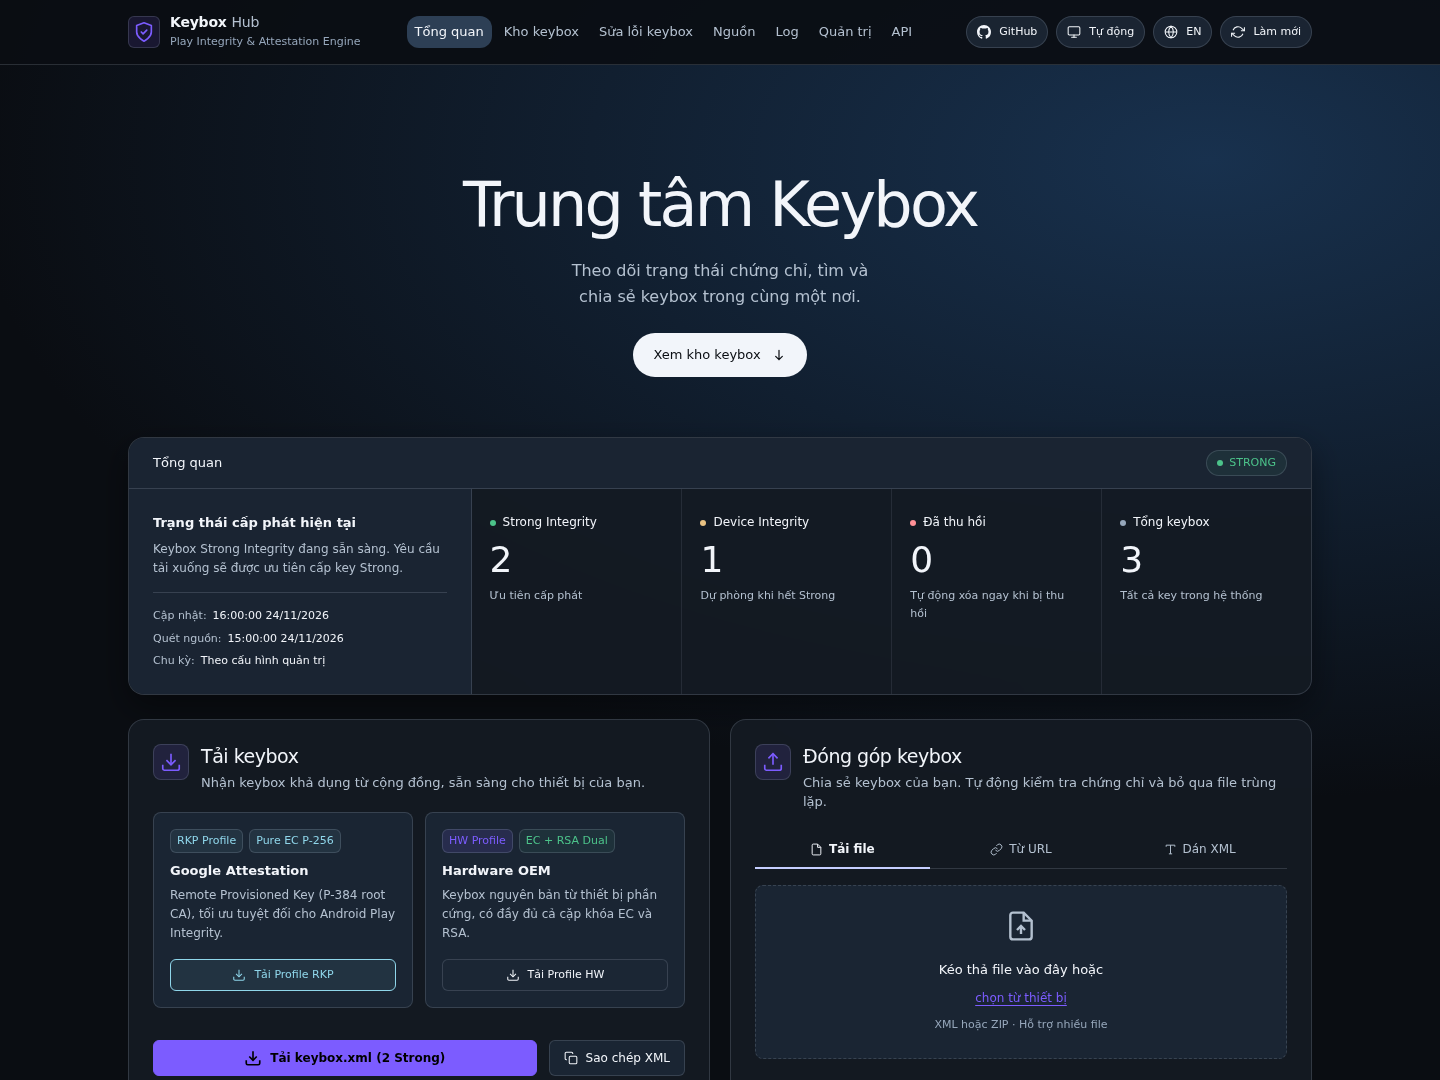 Keybox Hub
Play Integrity & Attestation Engine
Tổng quan
Kho keybox
Sửa lỗi keybox
Nguồn
Log
Quản trị
API
GitHub
Tự động
EN
Làm mới
Trung tâm Keybox
Theo dõi trạng thái chứng chỉ, tìm và
chia sẻ keybox trong cùng một nơi.
Xem kho keybox
Tổng quan
STRONG
Trạng thái cấp phát hiện tại
Keybox Strong Integrity đang sẵn sàng. Yêu cầu
tải xuống sẽ được ưu tiên cấp key Strong.
Cập nhật: 16:00:00 24/11/2026
Quét nguồn: 15:00:00 24/11/2026
Chu kỳ: Theo cấu hình quản trị
Strong Integrity
2
Ưu tiên cấp phát
Device Integrity
1
Dự phòng khi hết Strong
Đã thu hồi
0
Tự động xóa ngay khi bị thu
hồi
Tổng keybox
3
Tất cả key trong hệ thống
Tải keybox
Nhận keybox khả dụng từ cộng đồng, sẵn sàng cho thiết bị của bạn.
RKP Profile
Pure EC P-256
Google Attestation
Remote Provisioned Key (P-384 root
CA), tối ưu tuyệt đối cho Android Play
Integrity.
Tải Profile RKP
HW Profile
EC + RSA Dual
Hardware OEM
Keybox nguyên bản từ thiết bị phần
cứng, có đầy đủ cả cặp khóa EC và
RSA.
Tải Profile HW
Tải keybox.xml (2 Strong)
Sao chép XML
Đóng góp keybox
Chia sẻ keybox của bạn. Tự động kiểm tra chứng chỉ và bỏ qua file trùng
lặp.
Tải file
Từ URL
Dán XML
Kéo thả file vào đây hoặc
chọn từ thiết bị
XML hoặc ZIP · Hỗ trợ nhiều file